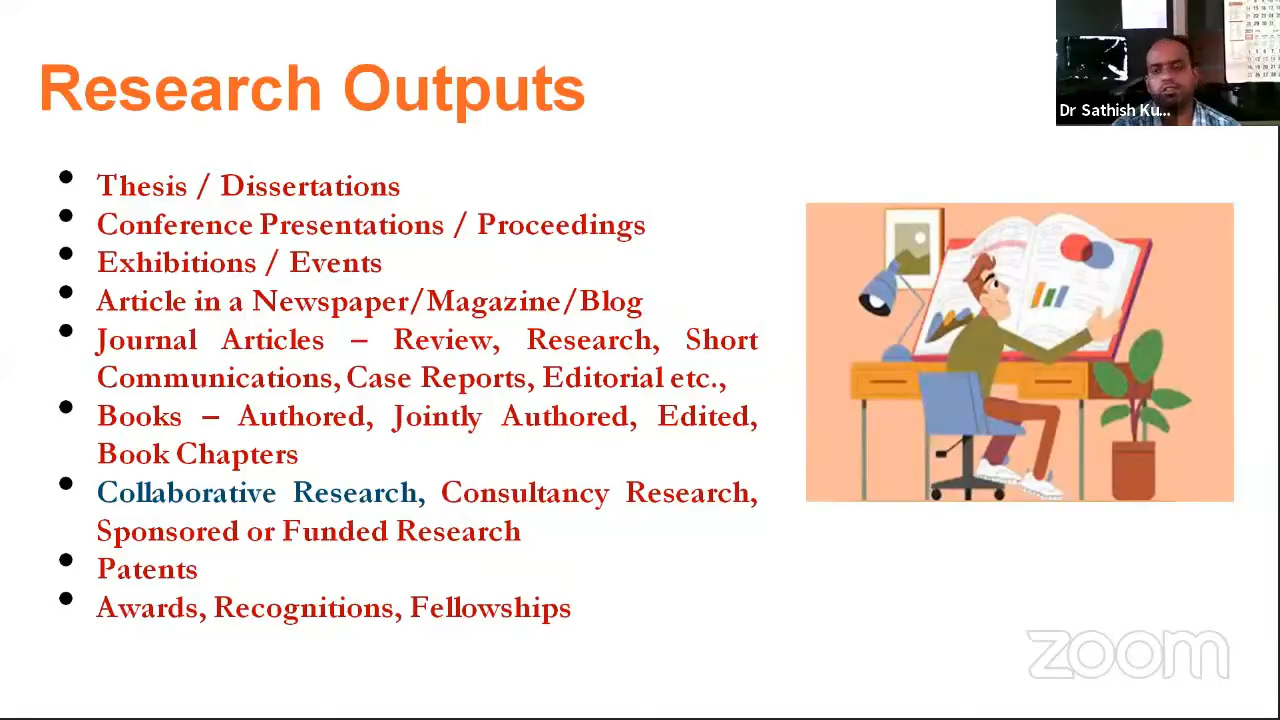 Research Outputs
Dr Sathish Ku...
• Thesis / Dissertations
• Conference Presentations / Proceedings
• Exhibitions / Events
• Article in a Newspaper/Magazine/Blog
• Journal Articles – Review, Research, Short
Communications, Case Reports, Editorial etc.,
• Books – Authored, Jointly Authored, Edited,
Book Chapters
• Collaborative Research, Consultancy Research,
Sponsored or Funded Research
• Patents
• Awards, Recognitions, Fellowships
zoom